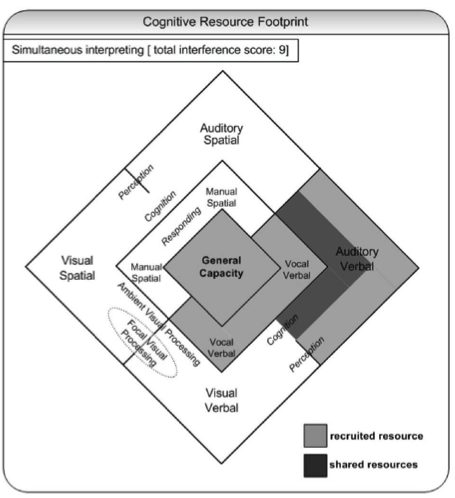 Cognitive Resource Footprint
Simultaneous interpreting [ total interference score: 9]
Auditory
Spatial
Perception
Cognition
Responding
Manual
Spatial
Visual
Spatial
Manual
Spatial
General
Capacity
Vocal
Verbal
Auditory
Verbal
Ambient Visual Processing
Focal Visual
Processing
Vocal
Verbal
Cognition
Perception
Visual
Verbal
recruited resource
shared resources